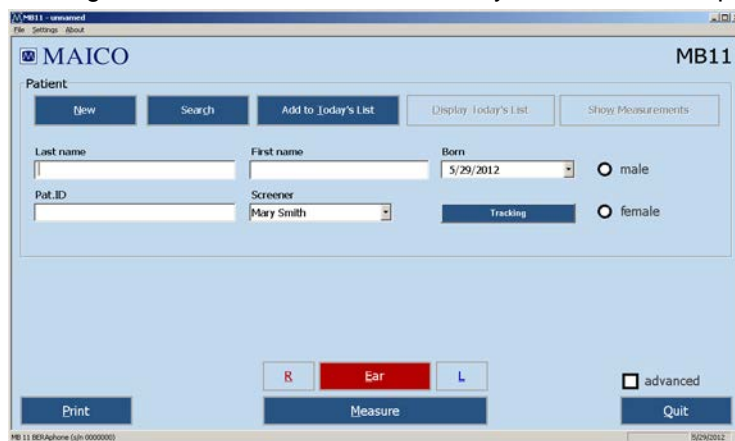 MB11 - unnamed
File Settings About
MAICO
MB11
Patient
New Search Add to Today's List Display Today's List Show Measurements
Last name First name Born
5/29/2012 male
Pat.ID Screener
Mary Smith Tracking female
R Ear L
advanced
Print Measure Quit
MB 11 BERAphone (s/n 0000000) 5/29/2012